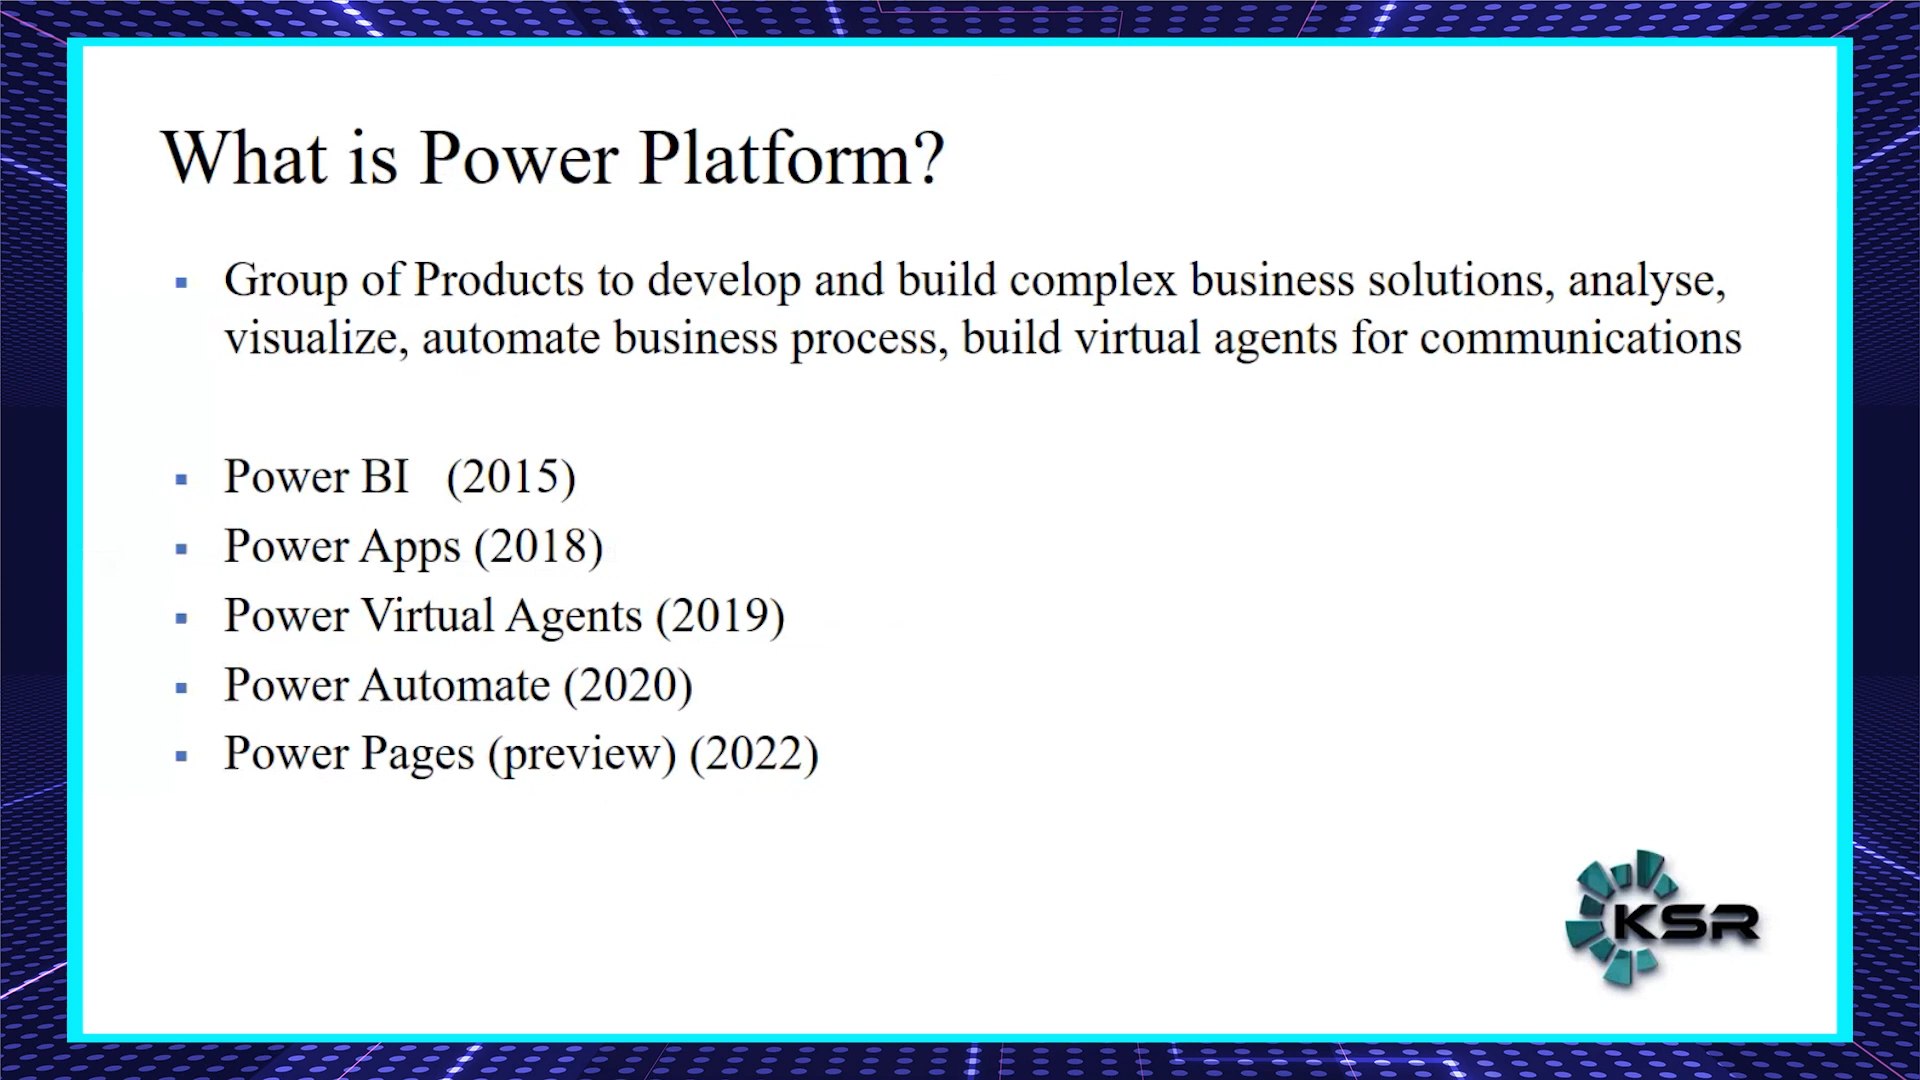 What is Power Platform?
Group of Products to develop and build complex business solutions, analyse,
visualize, automate business process, build virtual agents for communications
Power BI (2015)
Power Apps (2018)
Power Virtual Agents (2019)
Power Automate (2020)
Power Pages (preview) (2022)
KSR